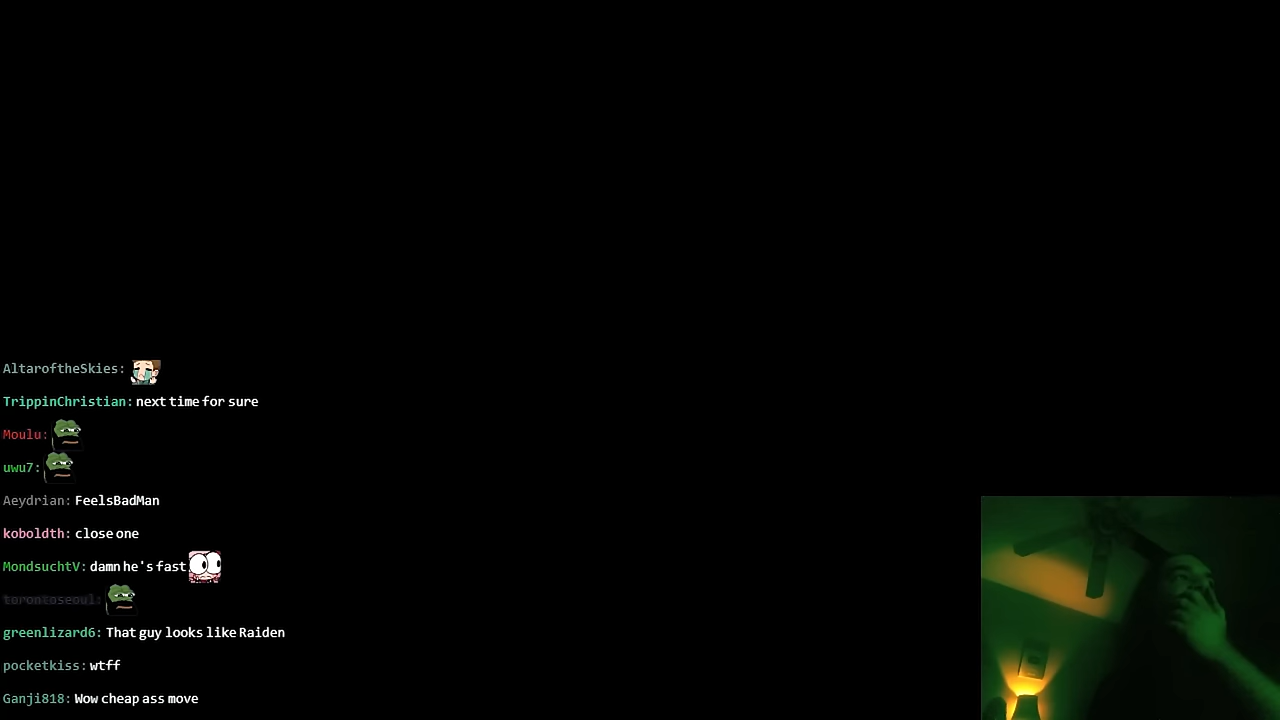 AltaroftheSkies:
TrippinChristian: next time for sure
Moulu:
uwu7:
Aeydrian: FeelsBadMan
koboldth: close one
MondsuchtV: damn he's fast
torontoseoul:
greenlizard6: That guy looks like Raiden
pocketkiss: wtff
Ganji818: Wow cheap ass move